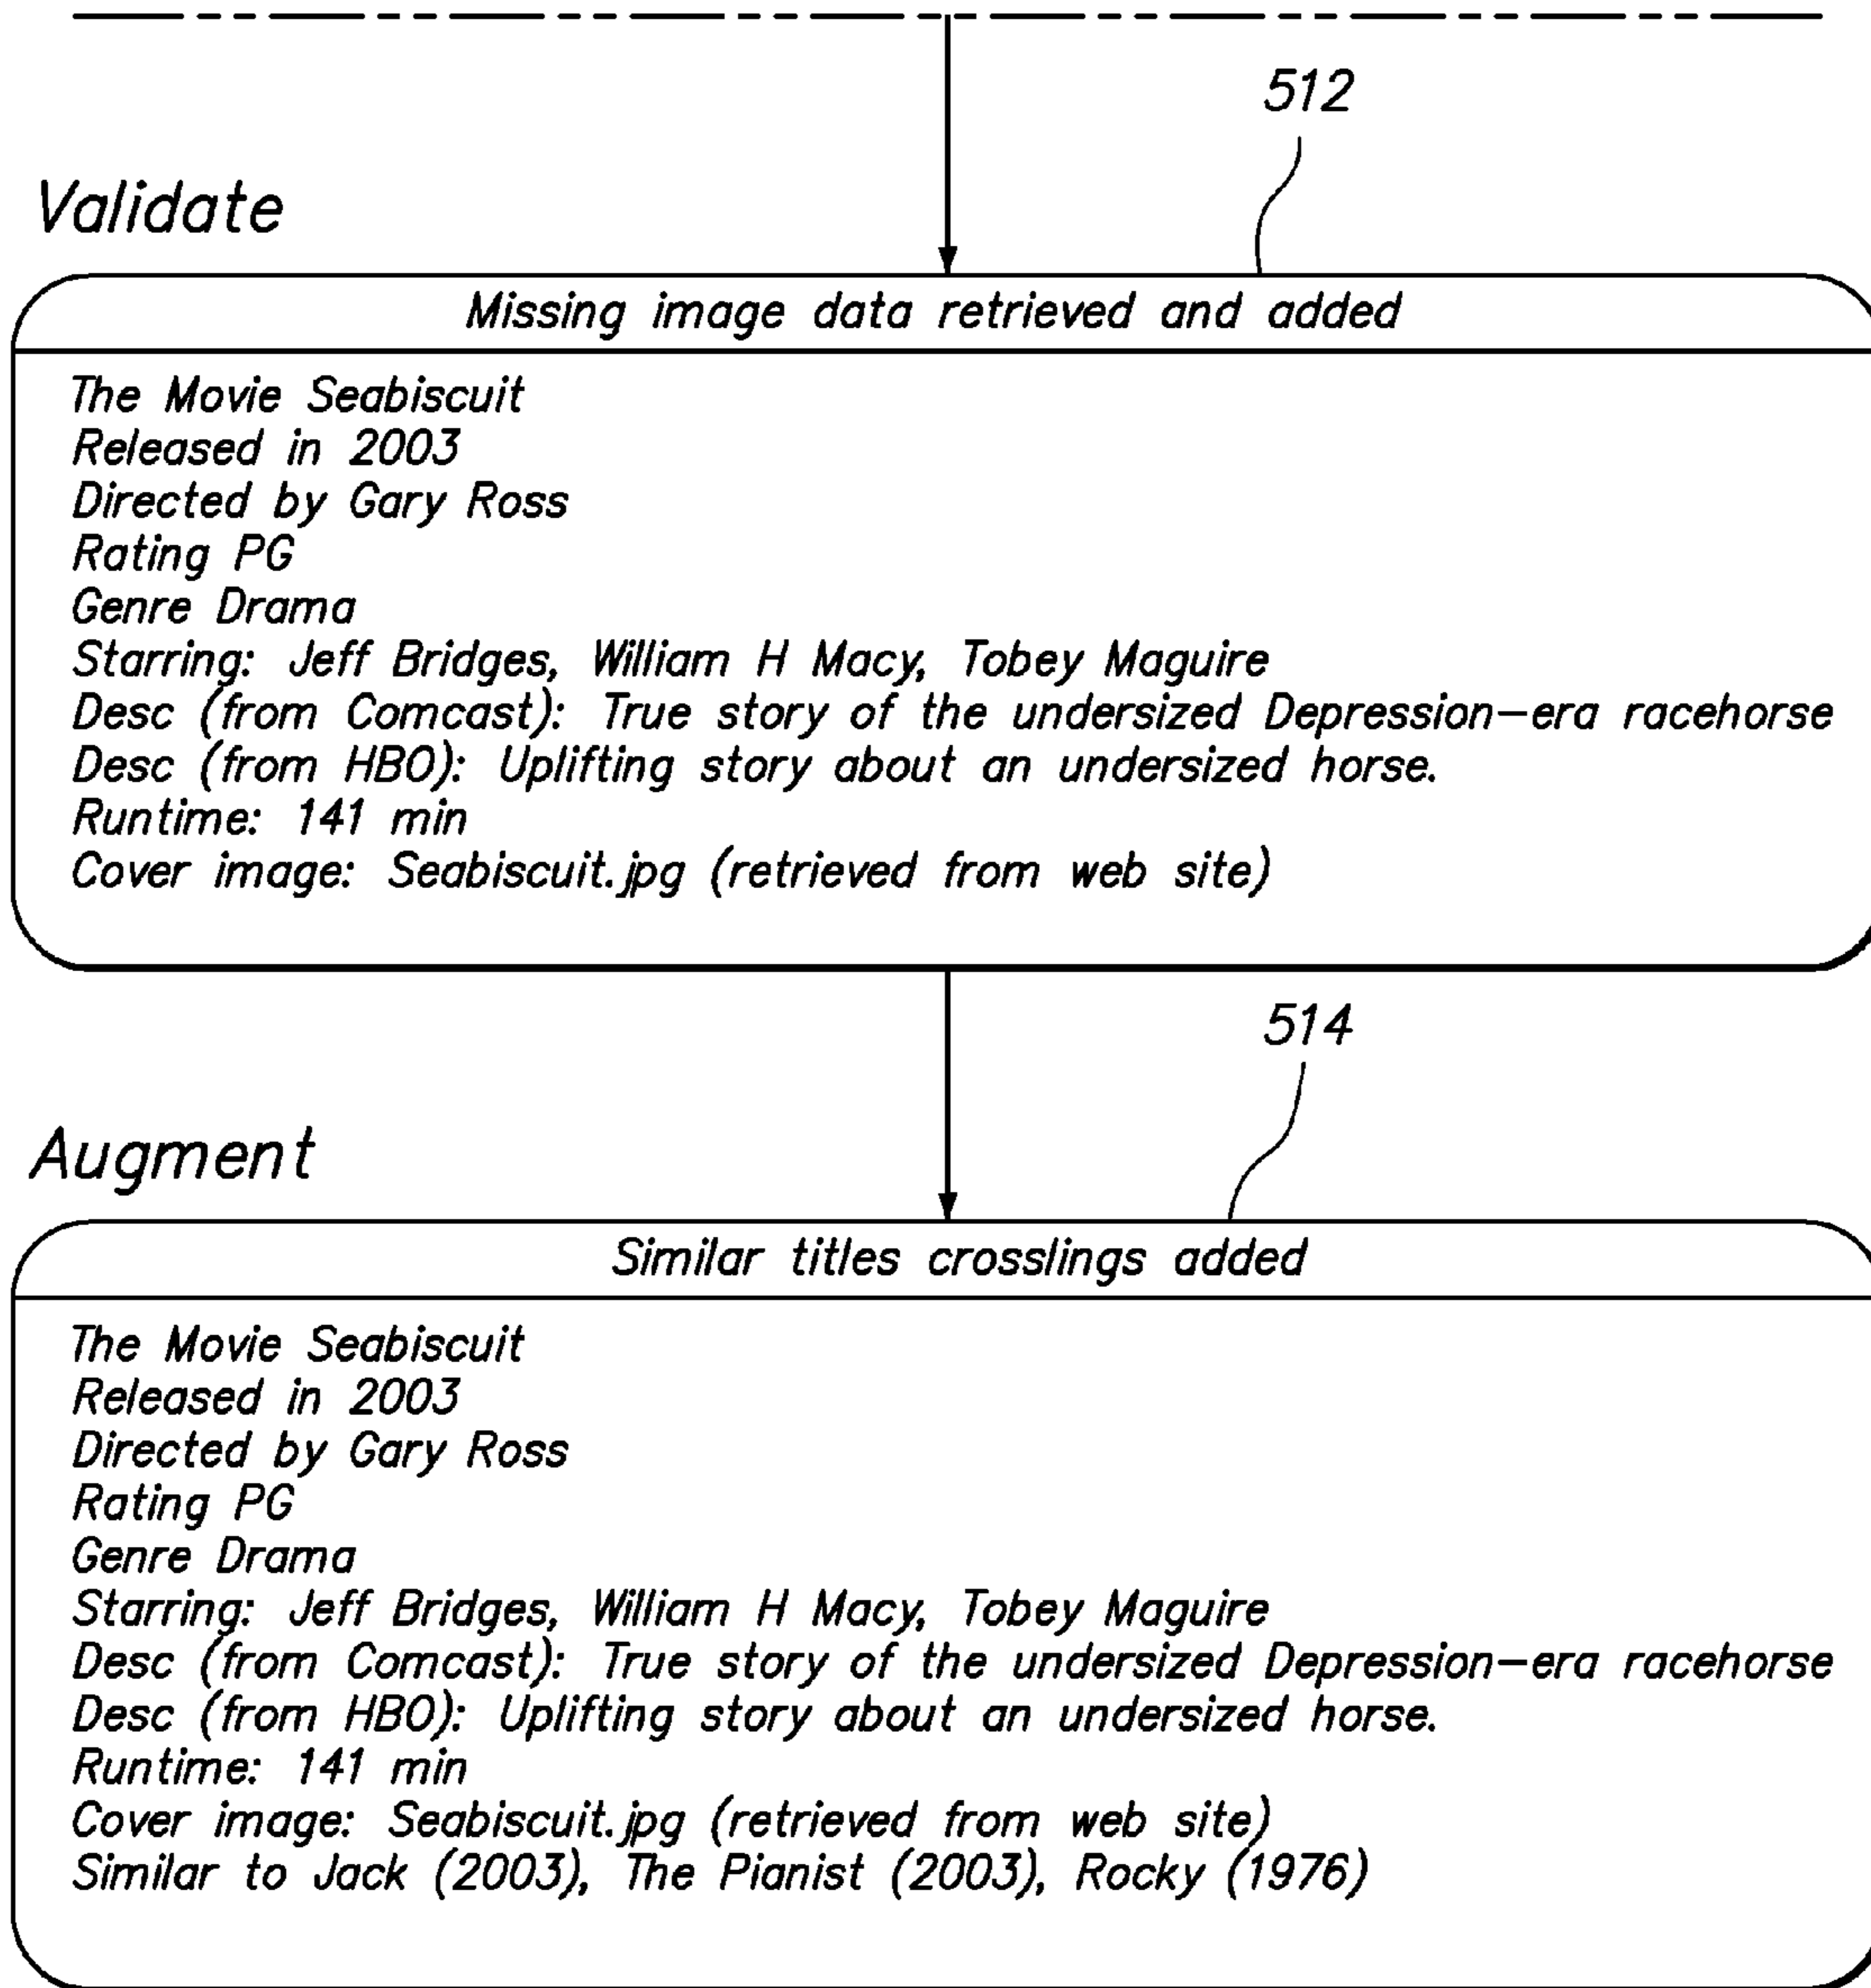 512
Validate
Missing image data retrieved and added
The Movie Seabiscuit
Released in 2003
Directed by Gary Ross
Rating PG
Genre Drama
Starring: Jeff Bridges, William H Macy, Tobey Maguire
Desc (from Comcast): True story of the undersized Depression-era racehorse
Desc (from HBO): Uplifting story about an undersized horse.
Runtime: 141 min
Cover image: Seabiscuit.jpg (retrieved from web site)
514
Augment
Similar titles crosslings added
The Movie Seabiscuit
Released in 2003
Directed by Gary Ross
Rating PG
Genre Drama
Starring: Jeff Bridges, William H Macy, Tobey Maguire
Desc (from Comcast): True story of the undersized Depression-era racehorse
Desc (from HBO): Uplifting story about an undersized horse.
Runtime: 141 min
Cover image: Seabiscuit.jpg (retrieved from web site)
Similar to Jack (2003), The Pianist (2003), Rocky (1976)